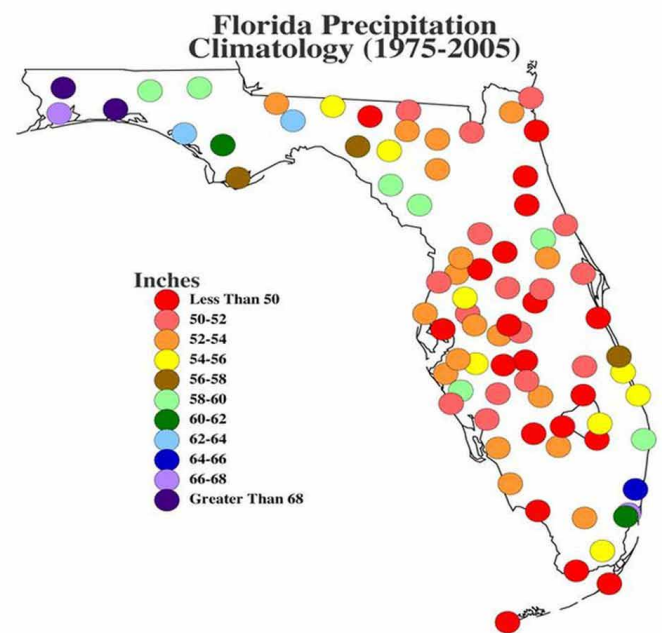 Florida Precipitation
Climatology (1975-2005)
Inches
Less Than 50
50-52
52-54
54-56
56-58
58-60
60-62
62-64
64-66
66-68
Greater Than 68